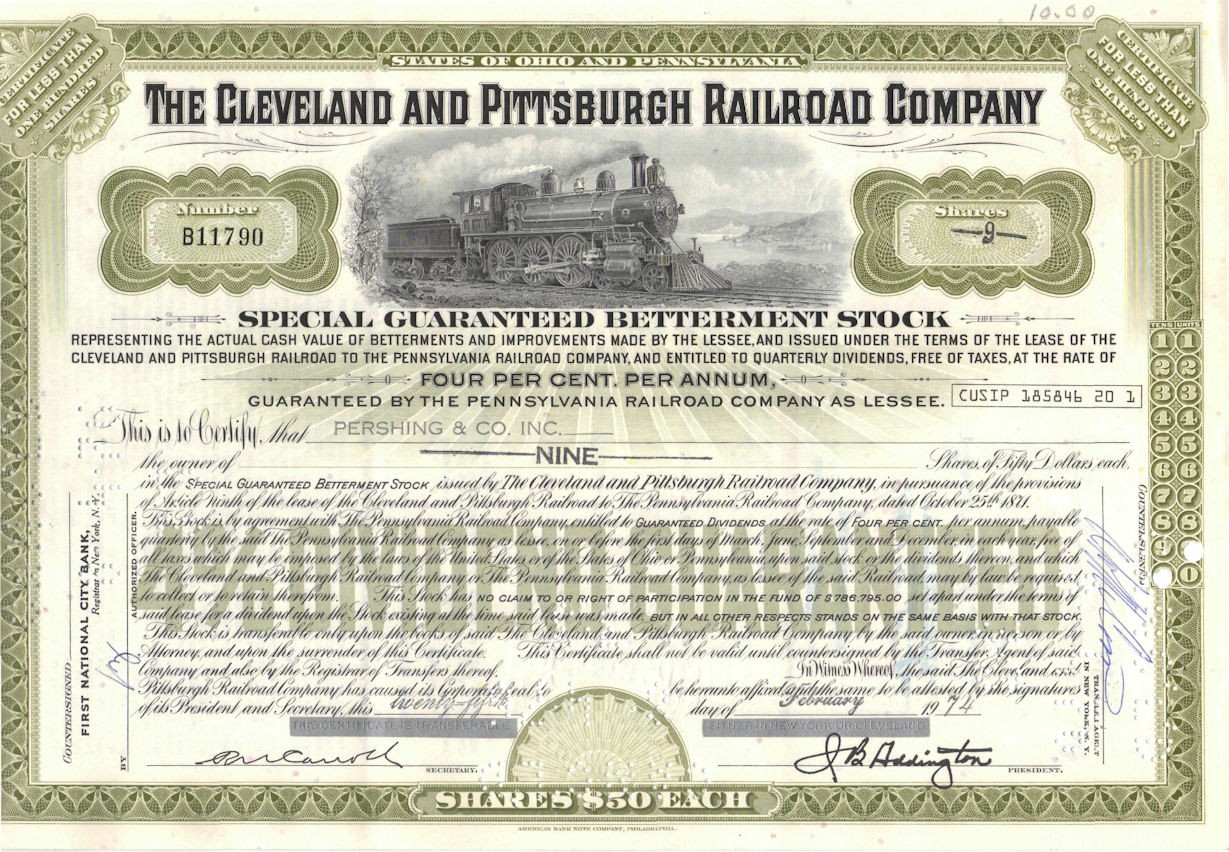 10.00
STATES OF OHIO AND PENNSYLVANIA
CERTIFICATE
FOR LESS THAN
ONE HUNDRED
SHARES
CERTIFICATE
FOR LESS THAN
ONE HUNDRED
SHARES
THE CLEVELAND AND PITTSBURGH RAILROAD COMPANY
Number
B11790
Shares
—9—
SPECIAL GUARANTEED BETTERMENT STOCK
REPRESENTING THE ACTUAL CASH VALUE OF BETTERMENTS AND IMPROVEMENTS MADE BY THE LESSEE, AND ISSUED UNDER THE TERMS OF THE LEASE OF THE
CLEVELAND AND PITTSBURGH RAILROAD TO THE PENNSYLVANIA RAILROAD COMPANY, AND ENTITLED TO QUARTERLY DIVIDENDS, FREE OF TAXES, AT THE RATE OF
FOUR PER CENT. PER ANNUM,
GUARANTEED BY THE PENNSYLVANIA RAILROAD COMPANY AS LESSEE.
CUSIP 185846 20 1
TENS UNITS
1 1
2 2
3 3
4 4
5 5
6 6
7 7
8 8
9
0
This is to Certify, that PERSHING & CO. INC.
NINE
the owner of Shares, of Fifty Dollars each,
in the SPECIAL GUARANTEED BETTERMENT STOCK, issued by The Cleveland and Pittsburgh Railroad Company, in pursuance of the provisions
of Article Ninth of the lease of the Cleveland and Pittsburgh Railroad to The Pennsylvania Railroad Company, dated October 25th 1871.
This Stock is by agreement with The Pennsylvania Railroad Company entitled to GUARANTEED DIVIDENDS at the rate of FOUR PER CENT. per annum, payable
quarterly by the said The Pennsylvania Railroad Company as lessee, on or before the first days of March, June, September and December in each year, free of
all taxes which may be imposed by the laws of the United States, or of the States of Ohio or Pennsylvania, upon said stock or the dividends thereon, and which
The Cleveland and Pittsburgh Railroad Company or The Pennsylvania Railroad Company, as lessee of the said Railroad, may by law be required
to collect or to retain therefrom. This Stock has NO CLAIM TO OR RIGHT OF PARTICIPATION IN THE FUND OF $786,795.00 set apart under the terms of
said lease for a dividend upon the Stock existing at the time said lease was made, BUT IN ALL OTHER RESPECTS STANDS ON THE SAME BASIS WITH THAT STOCK.
This Stock is transferable only upon the books of said The Cleveland and Pittsburgh Railroad Company, by the said owner in person or by
Attorney, and upon the surrender of this Certificate. This Certificate shall not be valid until countersigned by the Transfer Agent of said
Company and also by the Registrar of Transfers thereof. In Witness Whereof, the said The Cleveland and
Pittsburgh Railroad Company has caused its Corporate Seal to be hereunto affixed, and the same to be attested by the signatures
of its President and Secretary, this twenty-fifth day of February 1974
THIS CERTIFICATE IS TRANSFERABLE
EITHER IN NEW YORK OR CLEVELAND
SECRETARY.
J B Addington
PRESIDENT.
SHARES $50 EACH
AMERICAN BANK NOTE COMPANY, PHILADELPHIA.
COUNTERSIGNED
FIRST NATIONAL CITY BANK,
Registrar in New York, N.Y.
BY
AUTHORIZED OFFICER.
COUNTERSIGNED
TRANSFER AGENT
IN NEW YORK, N. Y.